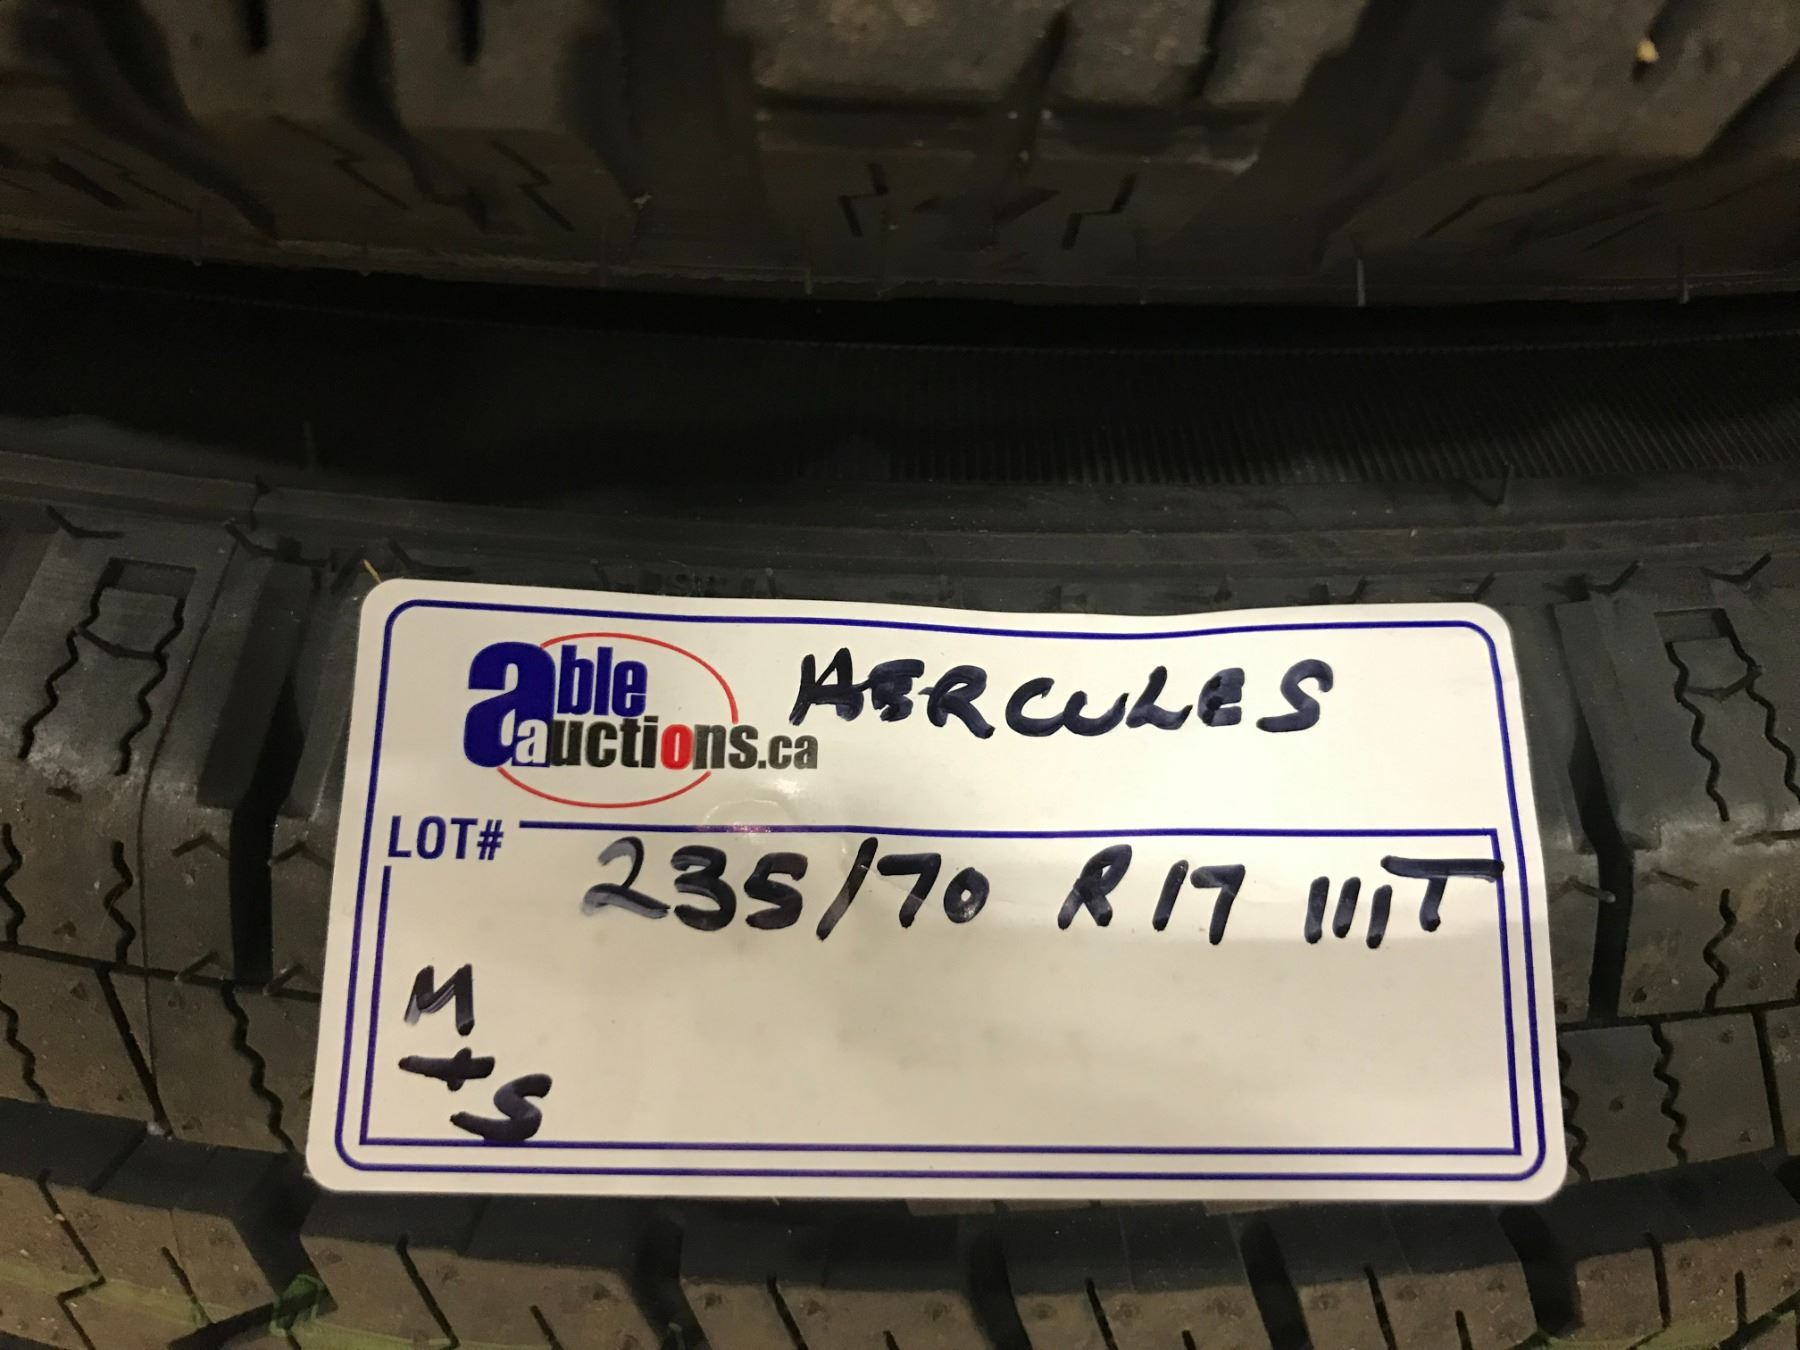 able auctions.ca
HERCULES
LOT#
235/70 R17 111T
M
+
S